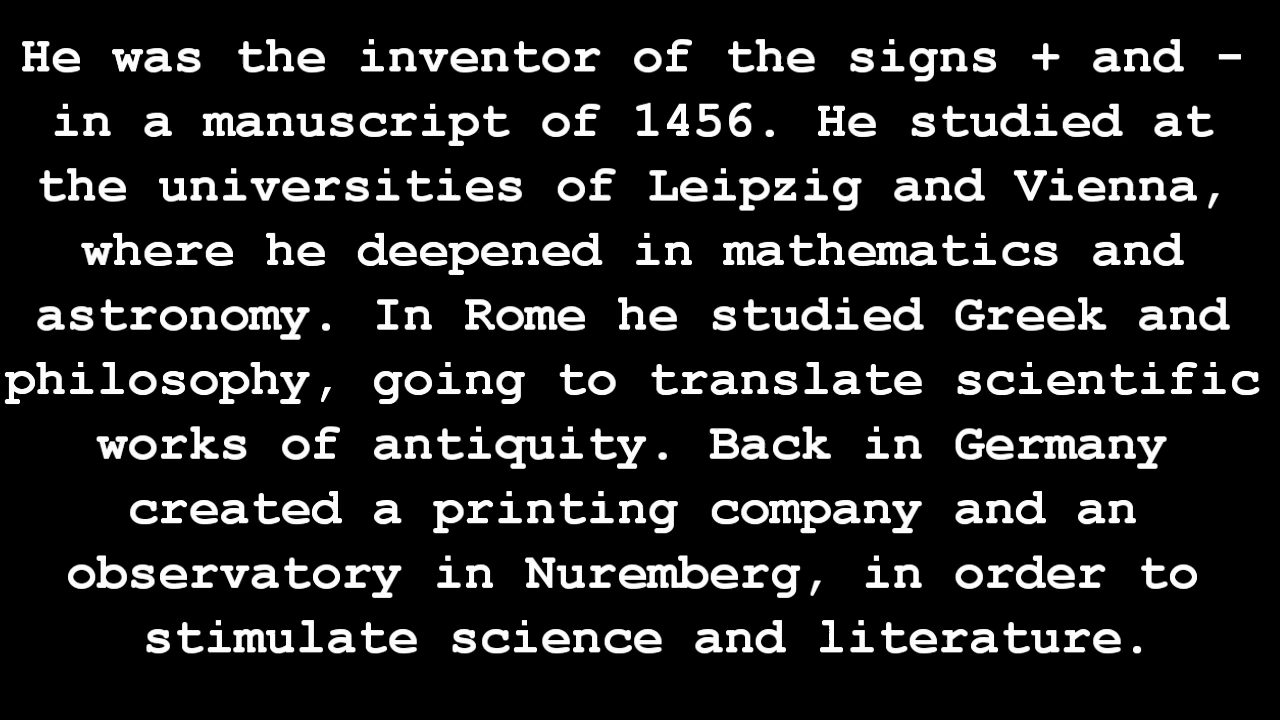 He was the inventor of the signs + and -
in a manuscript of 1456. He studied at
the universities of Leipzig and Vienna,
where he deepened in mathematics and
astronomy. In Rome he studied Greek and
philosophy, going to translate scientific
works of antiquity. Back in Germany
created a printing company and an
observatory in Nuremberg, in order to
stimulate science and literature.